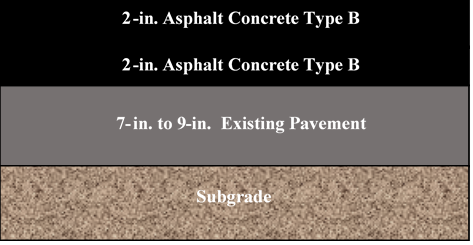 2-in. Asphalt Concrete Type B
2-in. Asphalt Concrete Type B
7-in. to 9-in. Existing Pavement
Subgrade